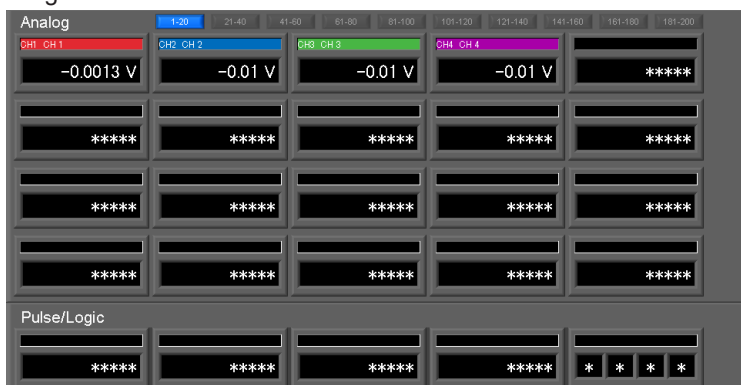 Analog 1-20 21-40 41-60 61-80 81-100 101-120 121-140 141-160 161-180 181-200
CH1 CH 1 CH2 CH 2 CH3 CH 3 CH4 CH 4
-0.0013 V -0.01 V -0.01 V -0.01 V *****
***** ***** ***** ***** *****
***** ***** ***** ***** *****
***** ***** ***** ***** *****
Pulse/Logic
***** ***** ***** ***** * * * *